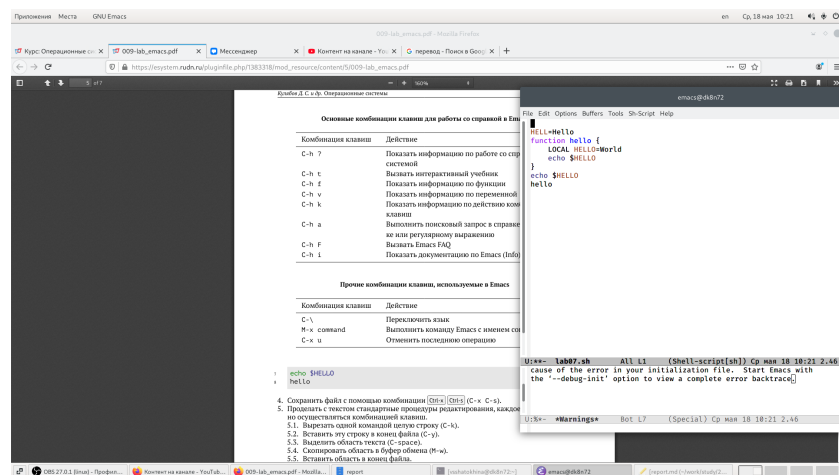 Приложения Места GNU Emacs
en Ср, 18 мая 10:21
009-lab_emacs.pdf - Mozilla Firefox
Курс: Операционные си
009-lab_emacs.pdf
Мессенджер
Контент на канале - You
перевод - Поиск в Googl
https://esystem.rudn.ru/pluginfile.php/1383318/mod_resource/content/5/009-lab_emacs.pdf
5 из 7
160%
Кулябов Д. С. и др. Операционные системы
Основные комбинации клавиш для работы со справкой в Em
Комбинация клавиш Действие
C-h ? Показать информацию по работе со спр
системой
C-h t Вызвать интерактивный учебник
C-h f Показать информацию по функции
C-h v Показать информацию по переменной
C-h k Показать информацию по действию ком
клавиш
C-h a Выполнить поисковый запрос в справке
ке или регулярному выражению
C-h F Вызвать Emacs FAQ
C-h i Показать документацию по Emacs (Info)
Прочие комбинации клавиш, используемые в Emacs
Комбинация клавиш Действие
C-\ Переключить язык
M-x command Выполнить команду Emacs с именем co
C-x u Отменить последнюю операцию
echo $HELLO
hello
4. Сохранить файл с помощью комбинации Ctrl-x Ctrl-s (C-x C-s).
5. Проделать с текстом стандартные процедуры редактирования, каждое
но осуществляться комбинацией клавиш.
5.1. Вырезать одной командой целую строку (C-k).
5.2. Вставить эту строку в конец файла (C-y).
5.3. Выделить область текста (C-space).
5.4. Скопировать область в буфер обмена (M-w).
5.5. Вставить область в конец файла.
emacs@dk8n72
File Edit Options Buffers Tools Sh-Script Help
HELL=Hello
function hello {
LOCAL HELLO=World
echo $HELLO
}
echo $HELLO
hello
U:**- lab07.sh All L1 (Shell-script[sh]) Ср мая 18 10:21 2.46
cause of the error in your initialization file. Start Emacs with
the '--debug-init' option to view a complete error backtrace.
U:%*- *Warnings* Bot L7 (Special) Ср мая 18 10:21 2.46
OBS 27.0.1 (linux) - Профил...
Контент на канале - YouTub...
009-lab_emacs.pdf - Mozilla...
report
emacs@dk8n72